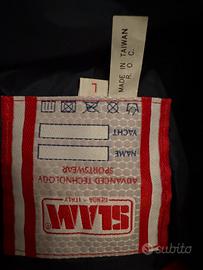 MADE IN TAIWAN
R. O. C.
L
YACHT
NAME
ADVANCED TECHNOLOGY
SPORTSWEAR
SLAM
GENOA - ITALY
subito